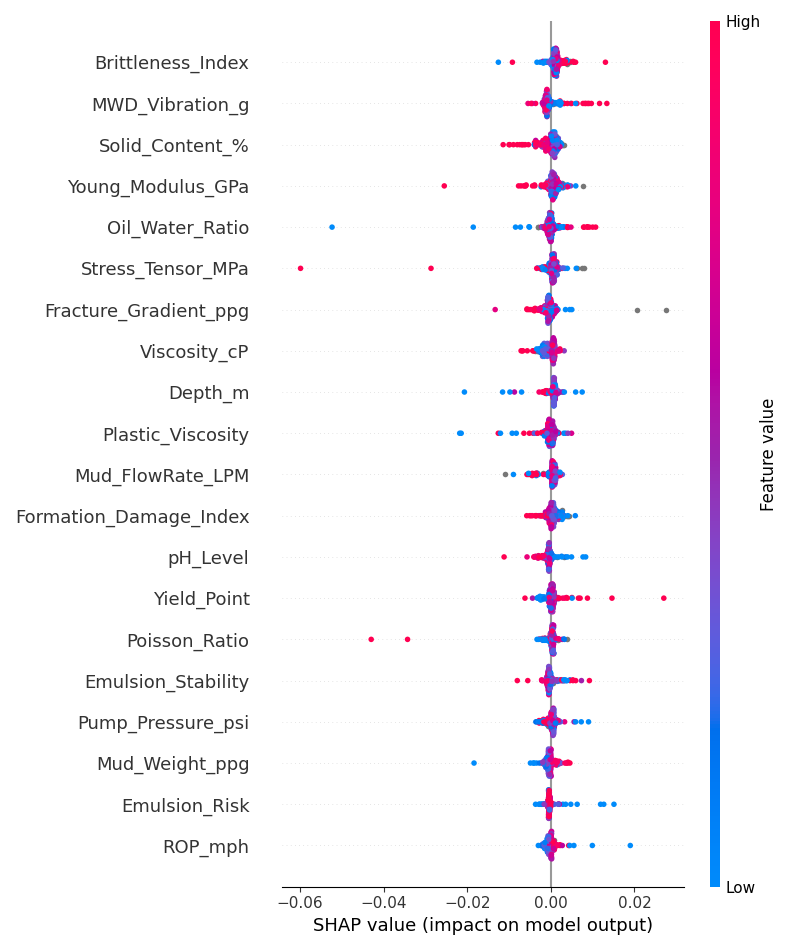 High
Brittleness_Index
MWD_Vibration_g
Solid_Content_%
Young_Modulus_GPa
Oil_Water_Ratio
Stress_Tensor_MPa
Fracture_Gradient_ppg
Viscosity_cP
Depth_m
Plastic_Viscosity
Mud_FlowRate_LPM
Formation_Damage_Index
pH_Level
Yield_Point
Poisson_Ratio
Emulsion_Stability
Pump_Pressure_psi
Mud_Weight_ppg
Emulsion_Risk
ROP_mph
Feature value
Low
−0.06 −0.04 −0.02 0.00 0.02
SHAP value (impact on model output)